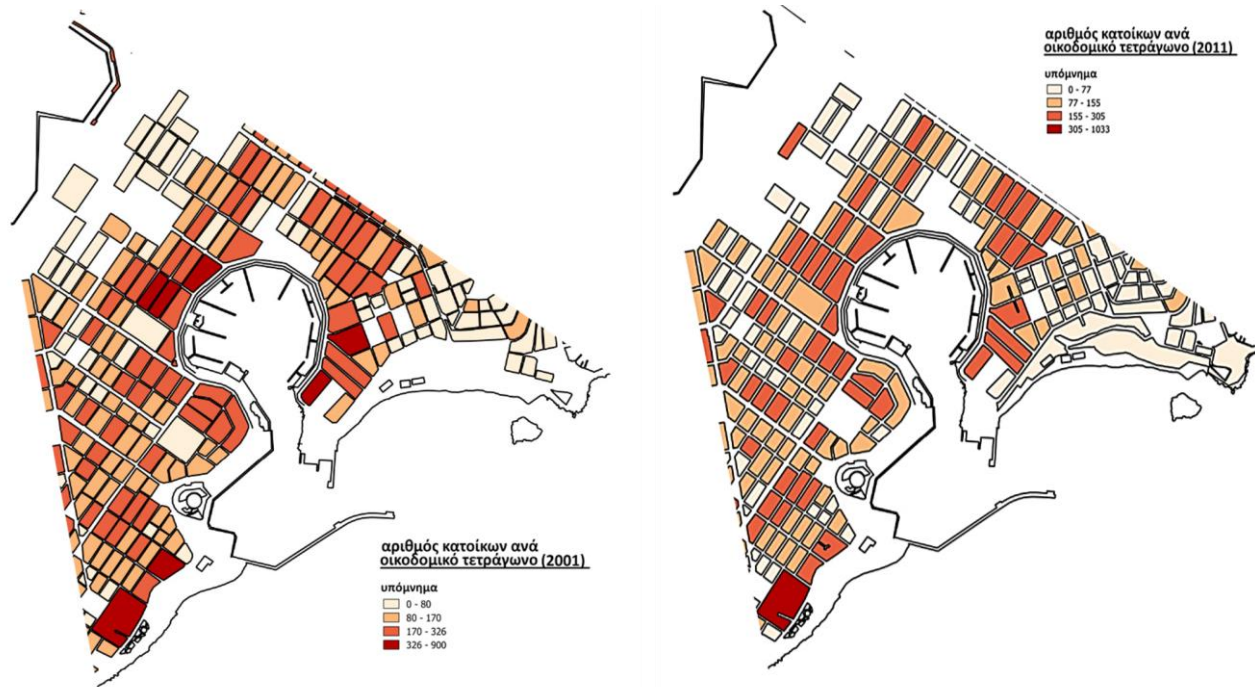 αριθμός κατοίκων ανά
οικοδομικό τετράγωνο (2001)
υπόμνημα
0 - 80
80 - 170
170 - 326
326 - 900
αριθμός κατοίκων ανά
οικοδομικό τετράγωνο (2011)
υπόμνημα
0 - 77
77 - 155
155 - 305
305 - 1033